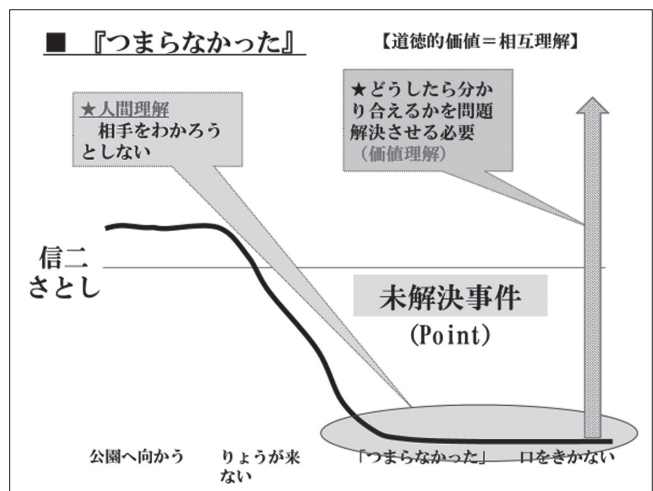 ■ 『つまらなかった』
【道徳的価値＝相互理解】
★人間理解
相手をわかろう
としない
★どうしたら分か
り合えるかを問題
解決させる必要
（価値理解）
信二
さとし
未解決事件
(Point)
公園へ向かう
りょうが来
ない
「つまらなかった」
口をきかない